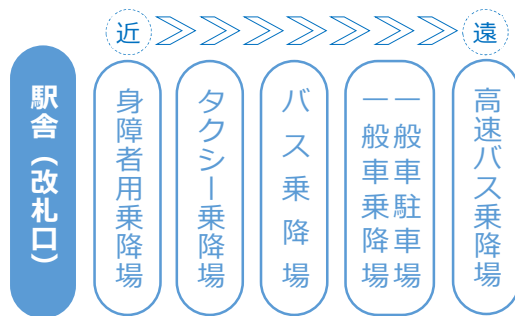 近
遠
駅舎（改札口）
身障者用乗降場
タクシー乗降場
バス乗降場
一般車駐車場
一般車乗降場
高速バス乗降場